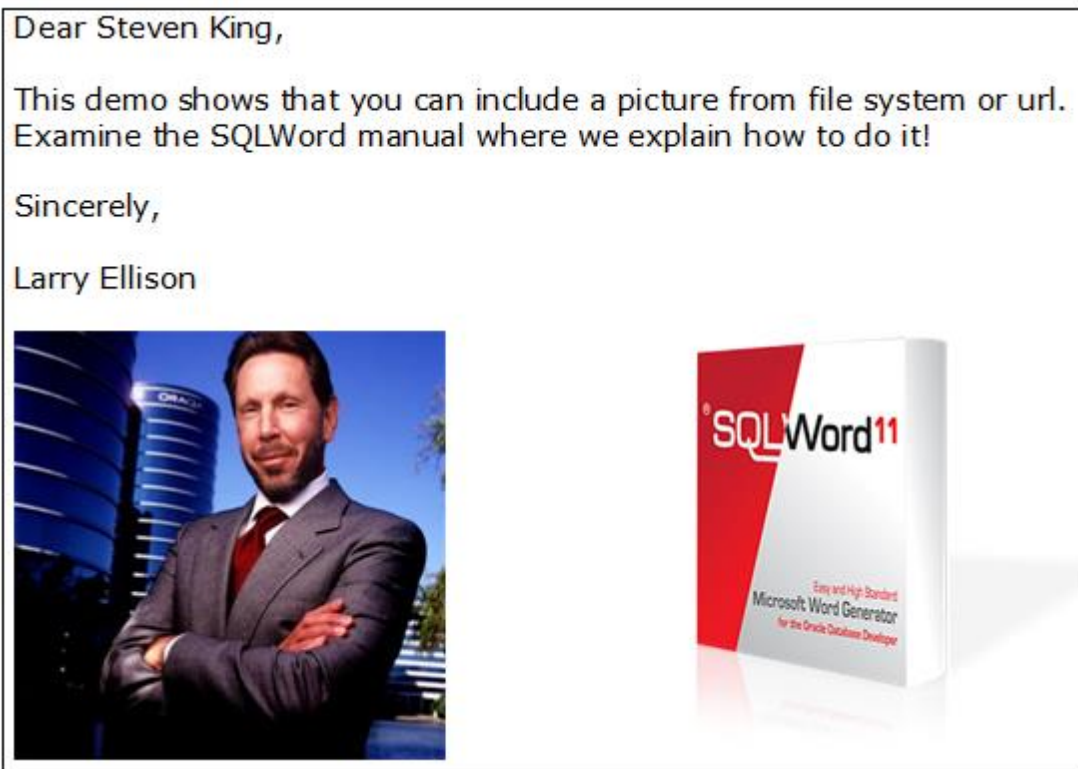 Dear Steven King,
This demo shows that you can include a picture from file system or url.
Examine the SQLWord manual where we explain how to do it!
Sincerely,
Larry Ellison
ORACLE
®SQLWord11
Easy and High Standard
Microsoft Word Generator
for the Oracle Database Developer